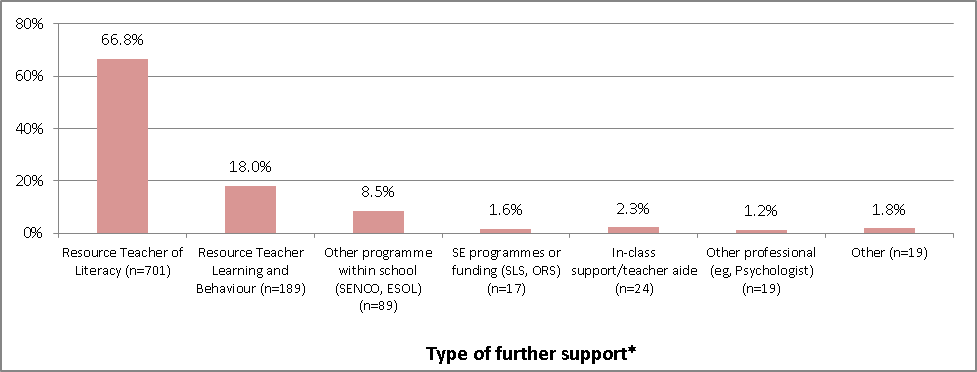 80%
60%
40%
20%
0%
66.8%
18.0%
8.5%
1.6%
2.3%
1.2%
1.8%
Resource Teacher of
Literacy (n=701)
Resource Teacher
Learning and
Behaviour (n=189)
Other programme
within school
(SENCO, ESOL)
(n=89)
SE programmes or
funding (SLS, ORS)
(n=17)
In-class
support/teacher aide
(n=24)
Other professional
(eg, Psychologist)
(n=19)
Other (n=19)
Type of further support*